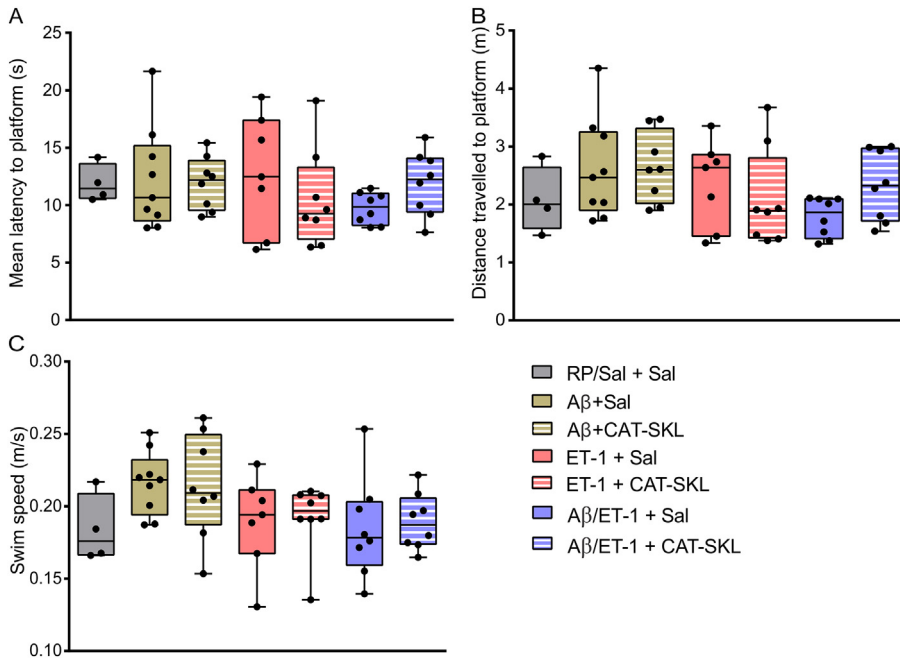 A
Mean latency to platform (s)
25
20
15
10
5
0
B
Distance travelled to platform (m)
5
4
3
2
1
0
C
Swim speed (m/s)
0.30
0.25
0.20
0.15
0.10
RP/Sal + Sal
Aβ+Sal
Aβ+CAT-SKL
ET-1 + Sal
ET-1 + CAT-SKL
Aβ/ET-1 + Sal
Aβ/ET-1 + CAT-SKL